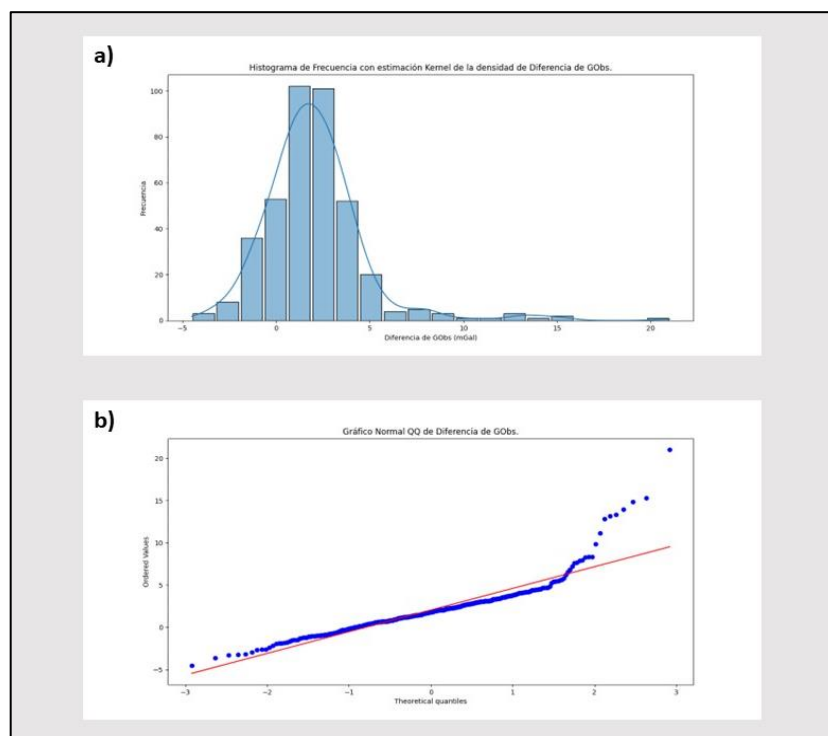 a)
Histograma de Frecuencia con estimación Kernel de la densidad de Diferencia de GObs.
100
80
60
40
20
0
Frecuencia
−5 0 5 10 15 20
Diferencia de GObs (mGal)
b)
Gráfico Normal QQ de Diferencia de GObs.
20
15
10
5
0
−5
Ordered Values
−3 −2 −1 0 1 2 3
Theoretical quantiles